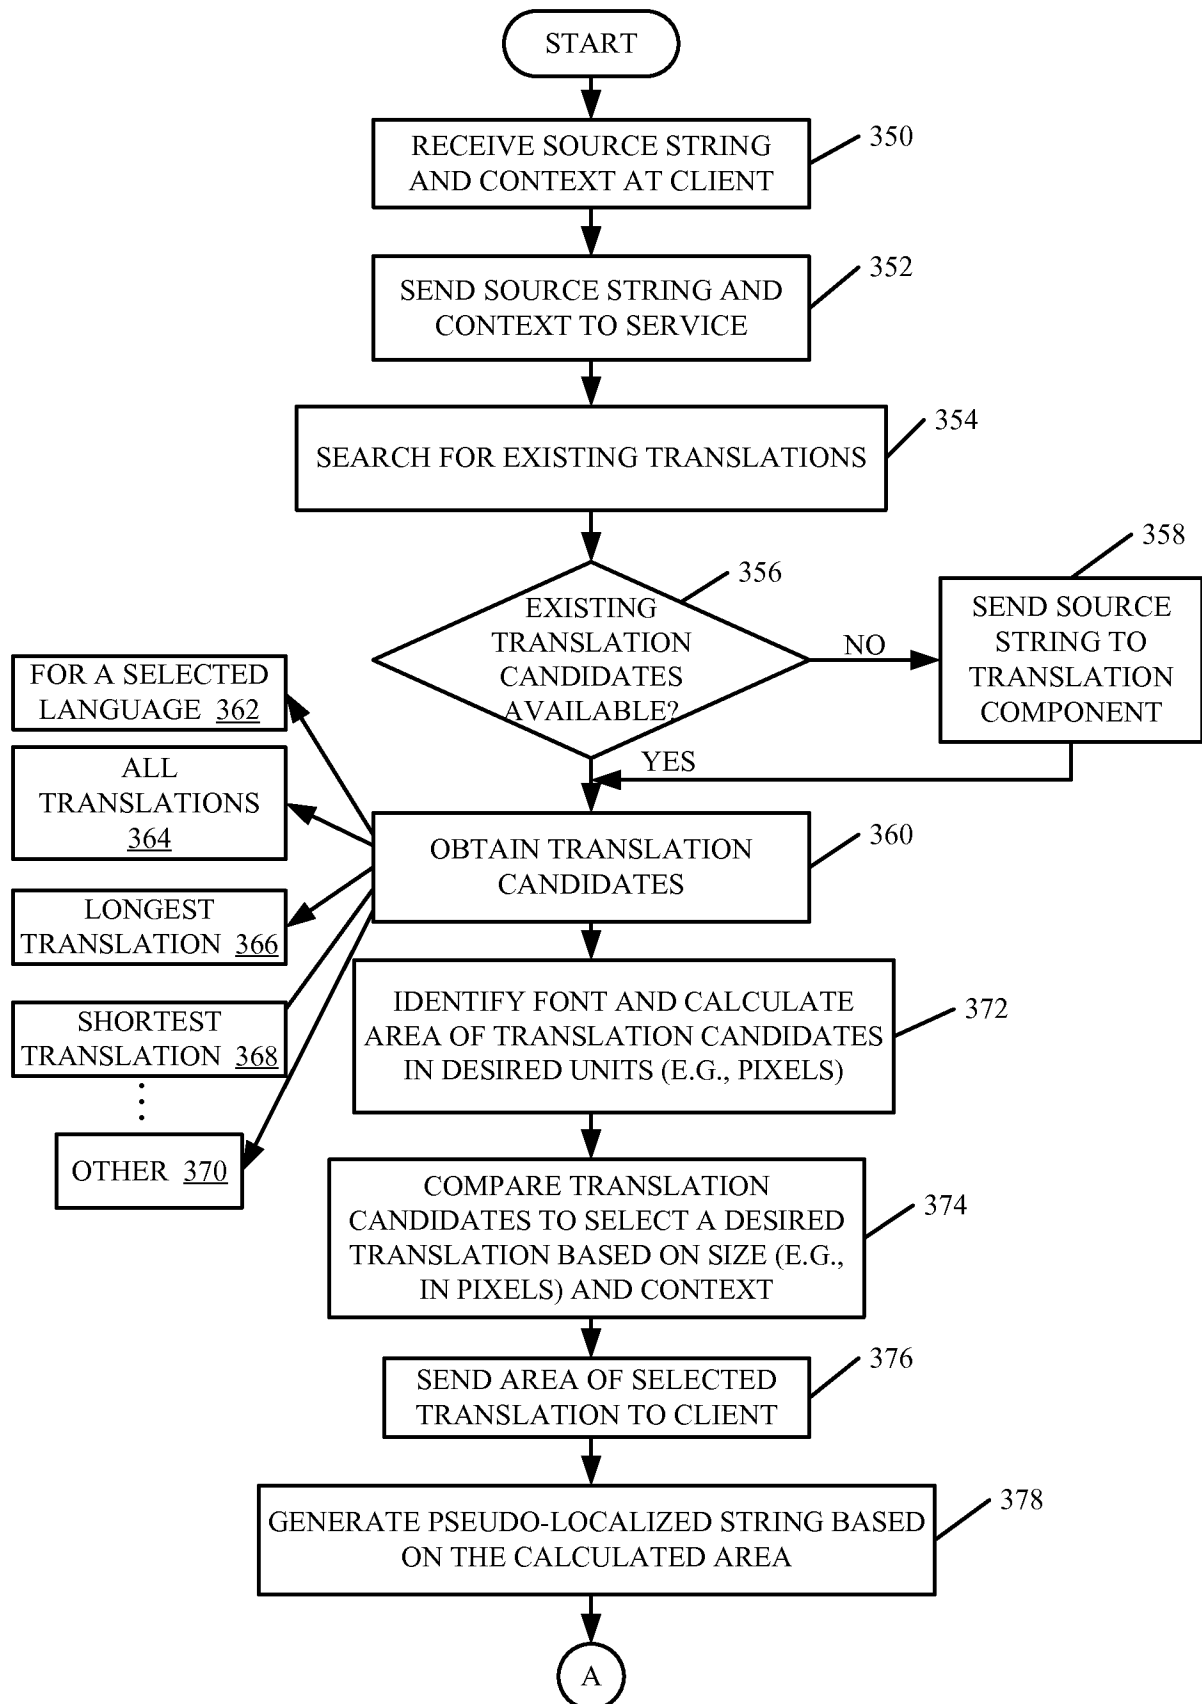 START
RECEIVE SOURCE STRING
AND CONTEXT AT CLIENT
350
SEND SOURCE STRING AND
CONTEXT TO SERVICE
352
SEARCH FOR EXISTING TRANSLATIONS
354
EXISTING
TRANSLATION
CANDIDATES
AVAILABLE?
356
NO
SEND SOURCE
STRING TO
TRANSLATION
COMPONENT
358
YES
OBTAIN TRANSLATION
CANDIDATES
360
FOR A SELECTED
LANGUAGE 362
ALL
TRANSLATIONS
364
LONGEST
TRANSLATION 366
SHORTEST
TRANSLATION 368
OTHER 370
IDENTIFY FONT AND CALCULATE
AREA OF TRANSLATION CANDIDATES
IN DESIRED UNITS (E.G., PIXELS)
372
COMPARE TRANSLATION
CANDIDATES TO SELECT A DESIRED
TRANSLATION BASED ON SIZE (E.G.,
IN PIXELS) AND CONTEXT
374
SEND AREA OF SELECTED
TRANSLATION TO CLIENT
376
GENERATE PSEUDO-LOCALIZED STRING BASED
ON THE CALCULATED AREA
378
A